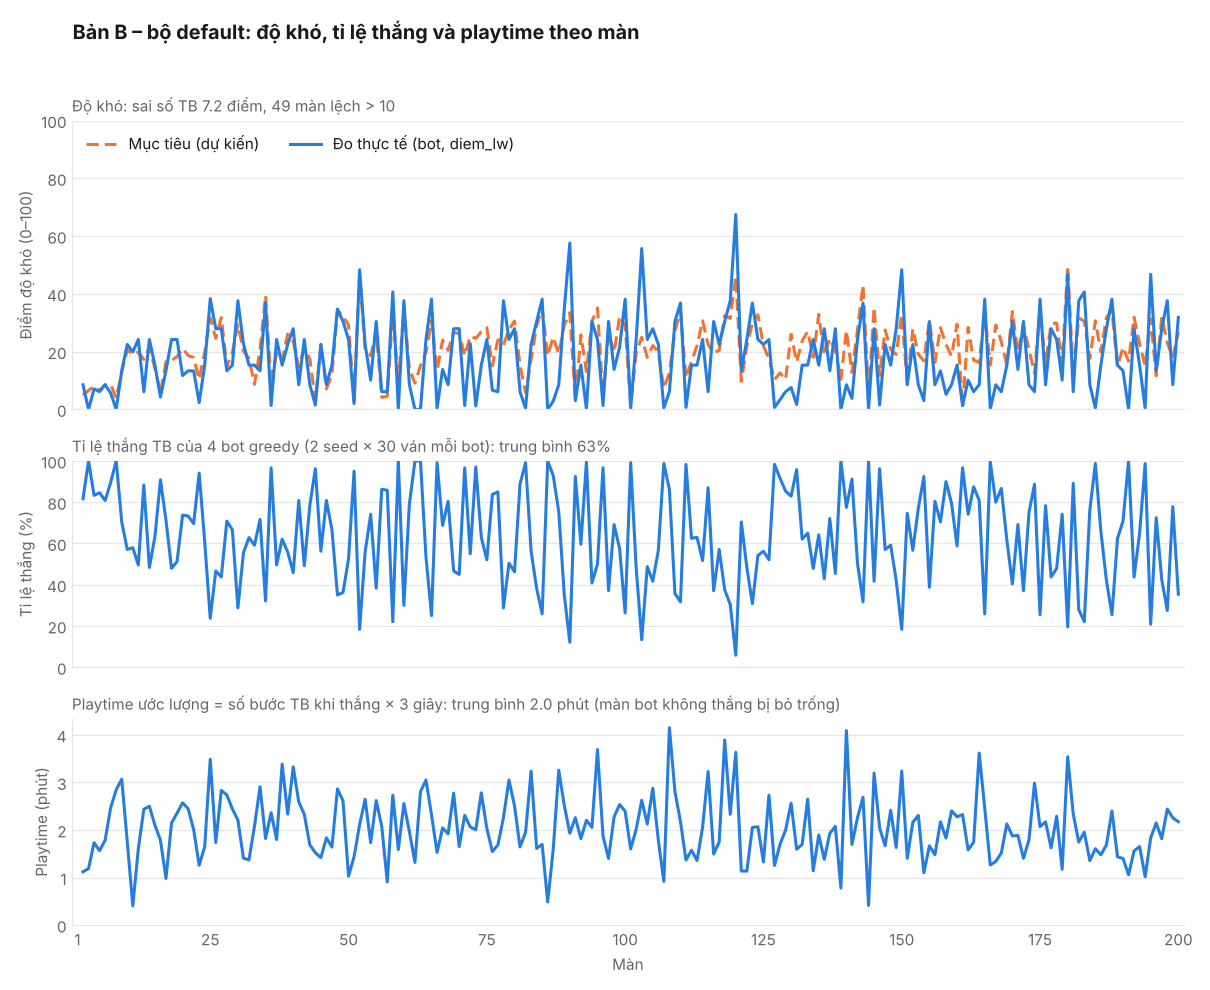 Bản B – bộ default: độ khó, tỉ lệ thắng và playtime theo màn
Độ khó: sai số TB 7.2 điểm, 49 màn lệch > 10
Mục tiêu (dự kiến)
Đo thực tế (bot, diem_lw)
Điểm độ khó (0–100)
100
80
60
40
20
0
Tỉ lệ thắng TB của 4 bot greedy (2 seed × 30 ván mỗi bot): trung bình 63%
Tỉ lệ thắng (%)
100
80
60
40
20
0
Playtime ước lượng = số bước TB khi thắng × 3 giây: trung bình 2.0 phút (màn bot không thắng bị bỏ trống)
Playtime (phút)
4
3
2
1
0
1 25 50 75 100 125 150 175 200
Màn